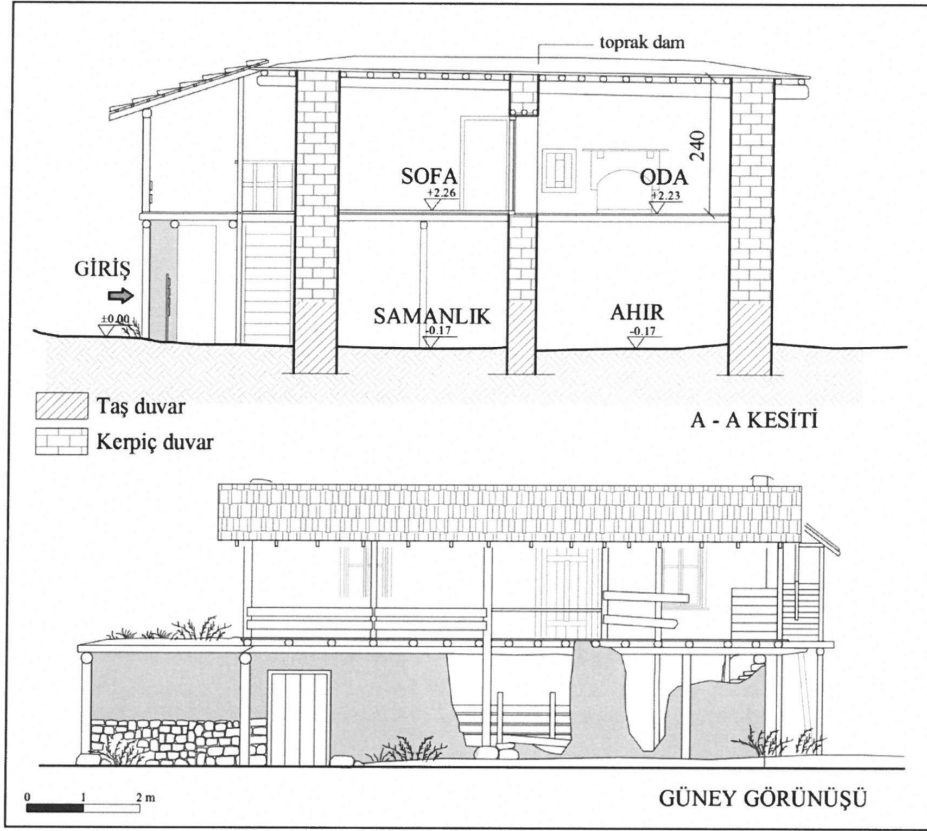 toprak dam
240
SOFA
+2.26
ODA
+2.23
GİRİŞ
±0.00
SAMANLIK
-0.17
AHIR
-0.17
Taş duvar
Kerpiç duvar
A - A KESİTİ
0 1 2 m
GÜNEY GÖRÜNÜŞÜ